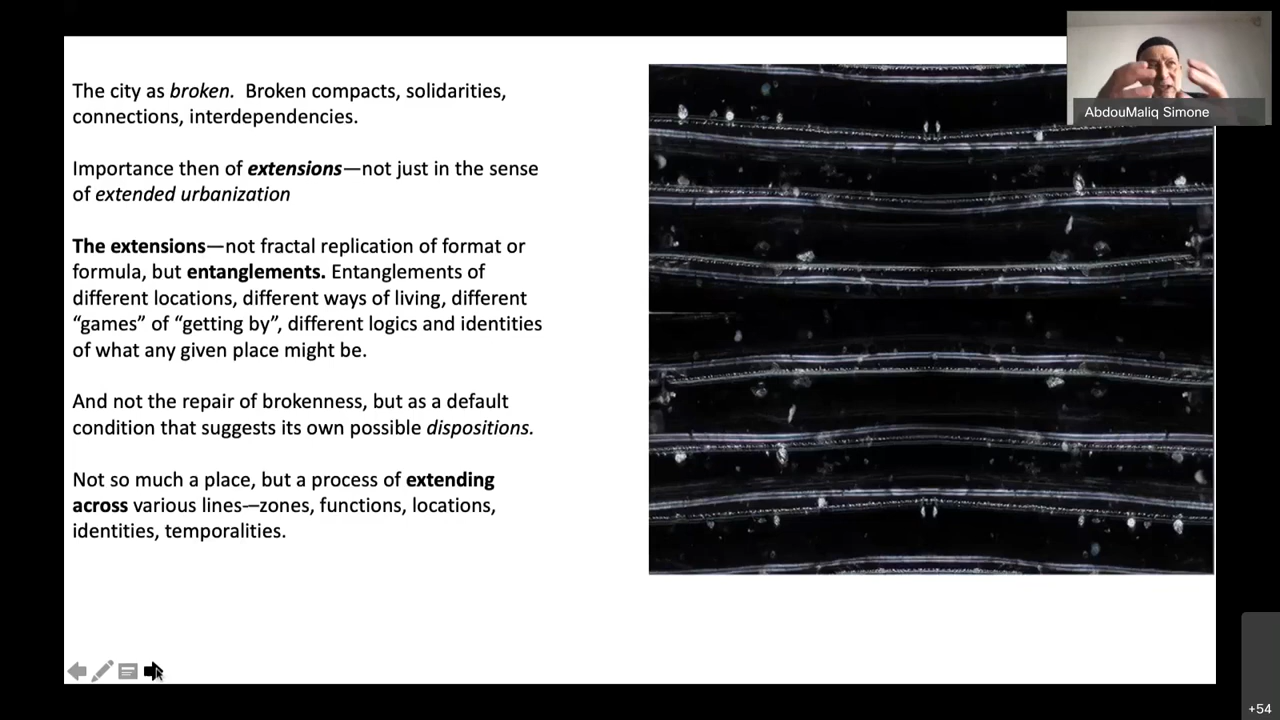 The city as broken. Broken compacts, solidarities,
connections, interdependencies.
Importance then of extensions—not just in the sense
of extended urbanization
The extensions—not fractal replication of format or
formula, but entanglements. Entanglements of
different locations, different ways of living, different
“games” of “getting by”, different logics and identities
of what any given place might be.
And not the repair of brokenness, but as a default
condition that suggests its own possible dispositions.
Not so much a place, but a process of extending
across various lines-—zones, functions, locations,
identities, temporalities.
AbdouMaliq Simone
+54